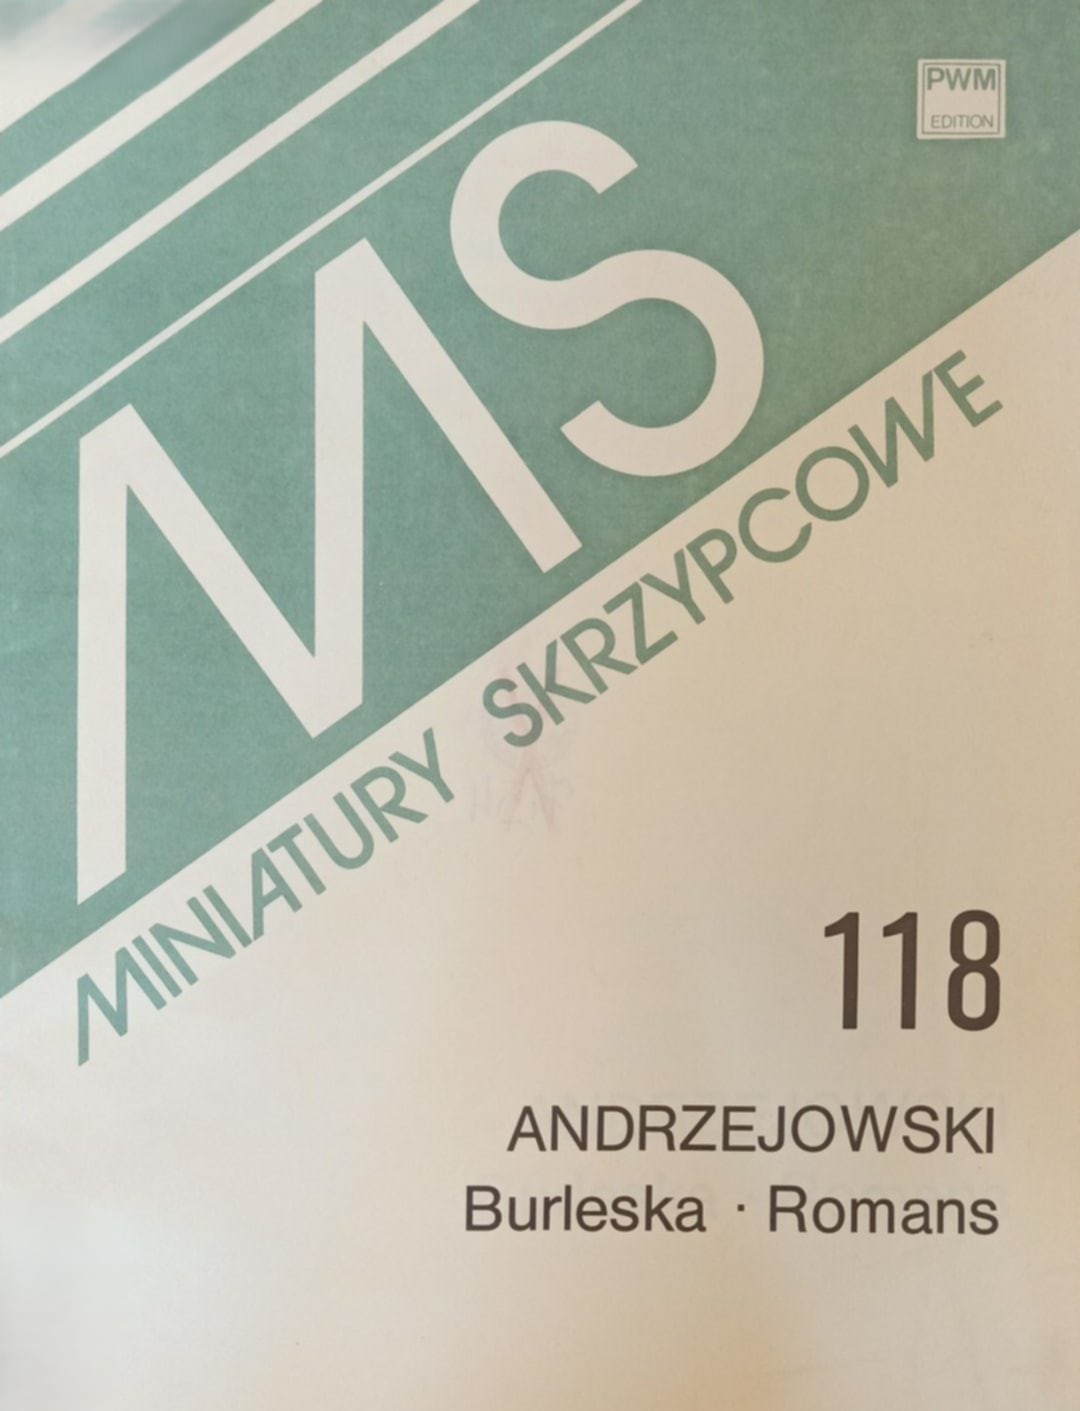 PWM
EDITION
MS
MINIATURY SKRZYPCOWE
118
ANDRZEJOWSKI
Burleska · Romans